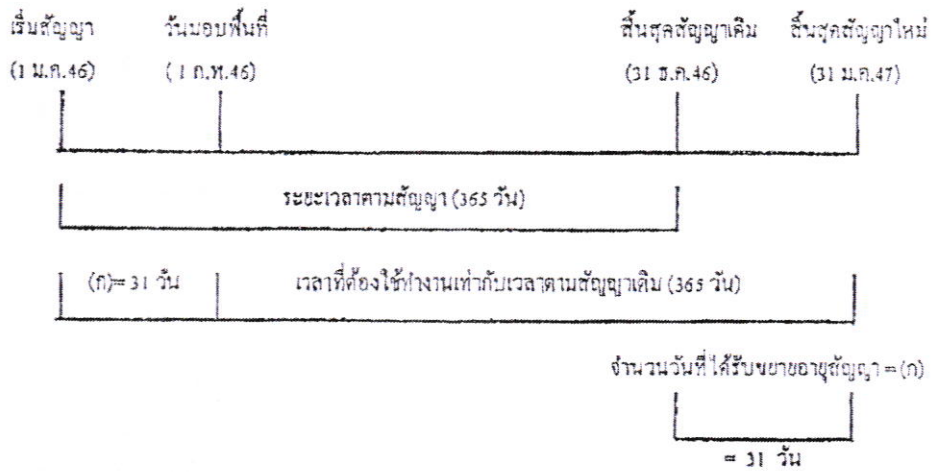 เริ่มสัญญา วันมอบพื้นที่ สิ้นสุดสัญญาเดิม สิ้นสุดสัญญาใหม่
(1 ม.ค.46) (1 ก.พ.46) (31 ธ.ค.46) (31 ม.ค.47)
ระยะเวลาตามสัญญา (365 วัน)
(ก)= 31 วัน เวลาที่ต้องใช้ทำงานเท่ากับเวลาตามสัญญาเดิม (365 วัน)
จำนวนวันที่ได้รับขยายอายุสัญญา = (ก)
= 31 วัน